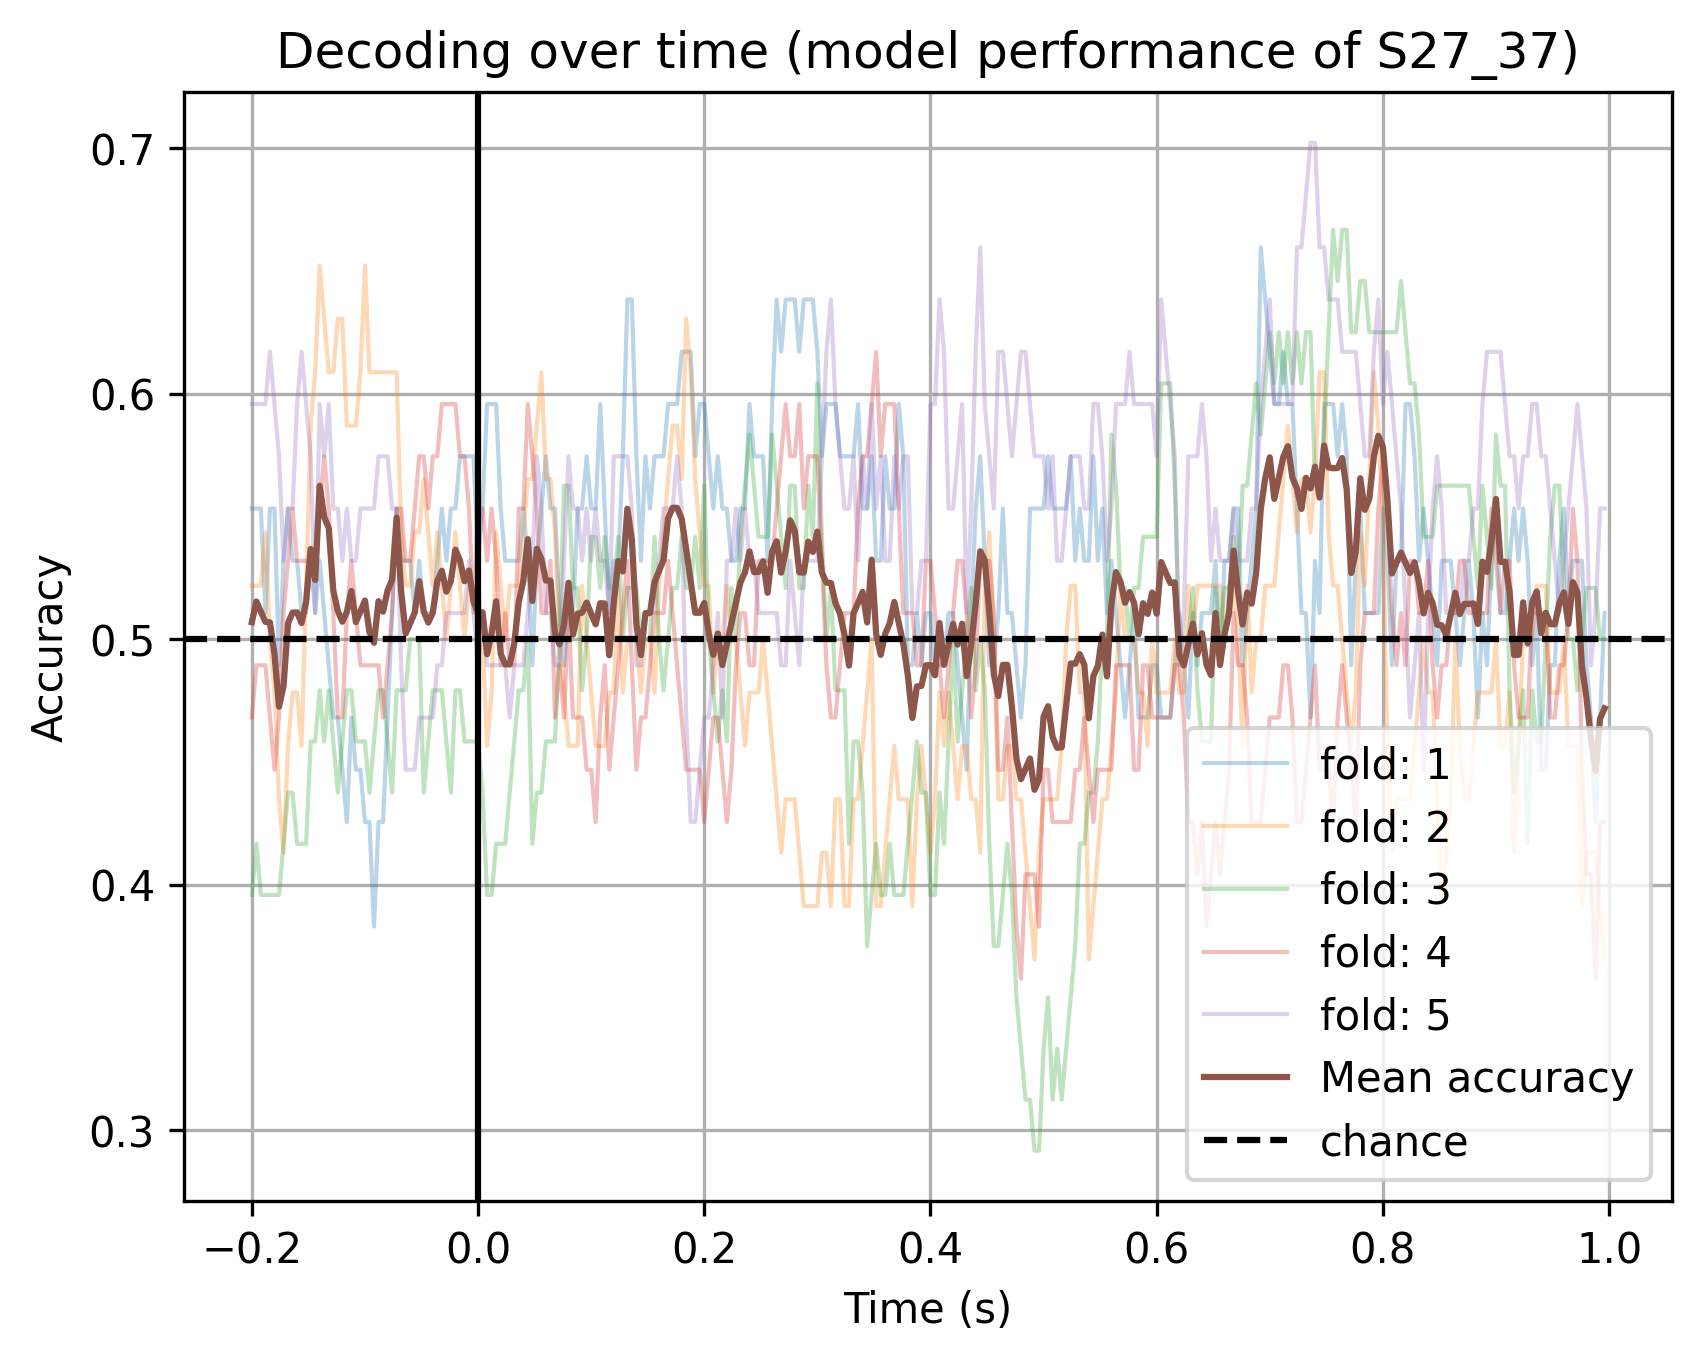 Decoding over time (model performance of S27_37)
0.7
0.6
0.5
0.4
0.3
Accuracy
−0.2 0.0 0.2 0.4 0.6 0.8 1.0
Time (s)
fold: 1
fold: 2
fold: 3
fold: 4
fold: 5
Mean accuracy
chance